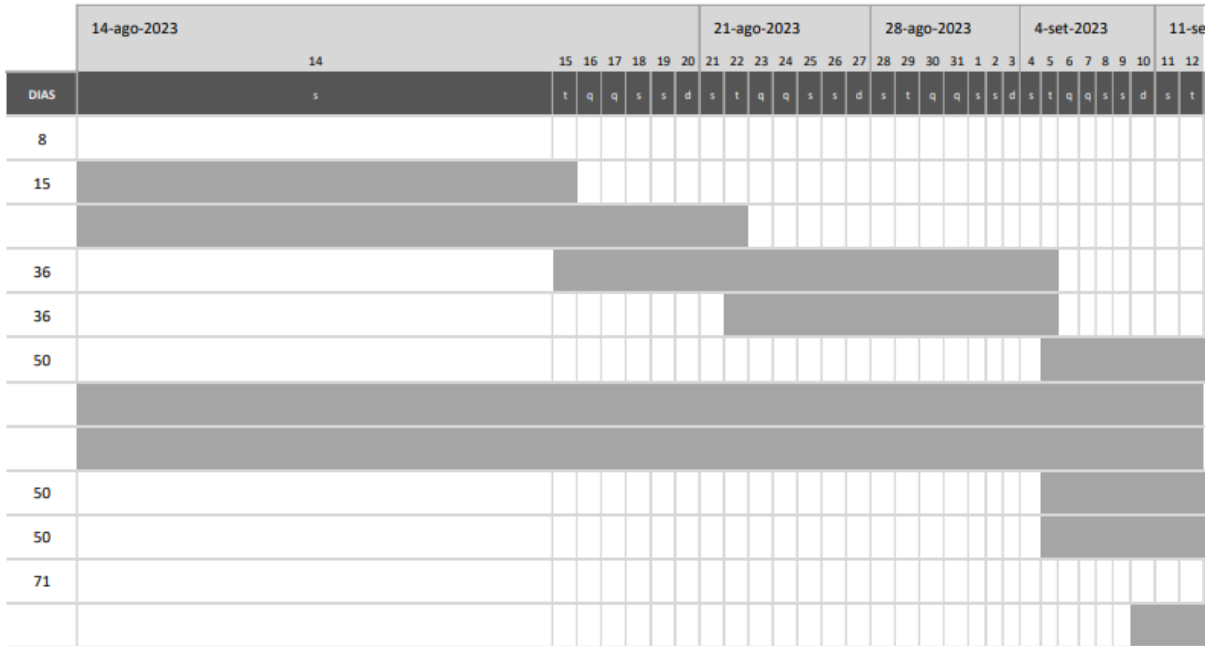 14-ago-2023 21-ago-2023 28-ago-2023 4-set-2023 11-se
14 15 16 17 18 19 20 21 22 23 24 25 26 27 28 29 30 31 1 2 3 4 5 6 7 8 9 10 11 12
DIAS s t q q s s d s t q q s s d s t q q s s d s t q q s s d s t
8
15
36
36
50
50
50
71